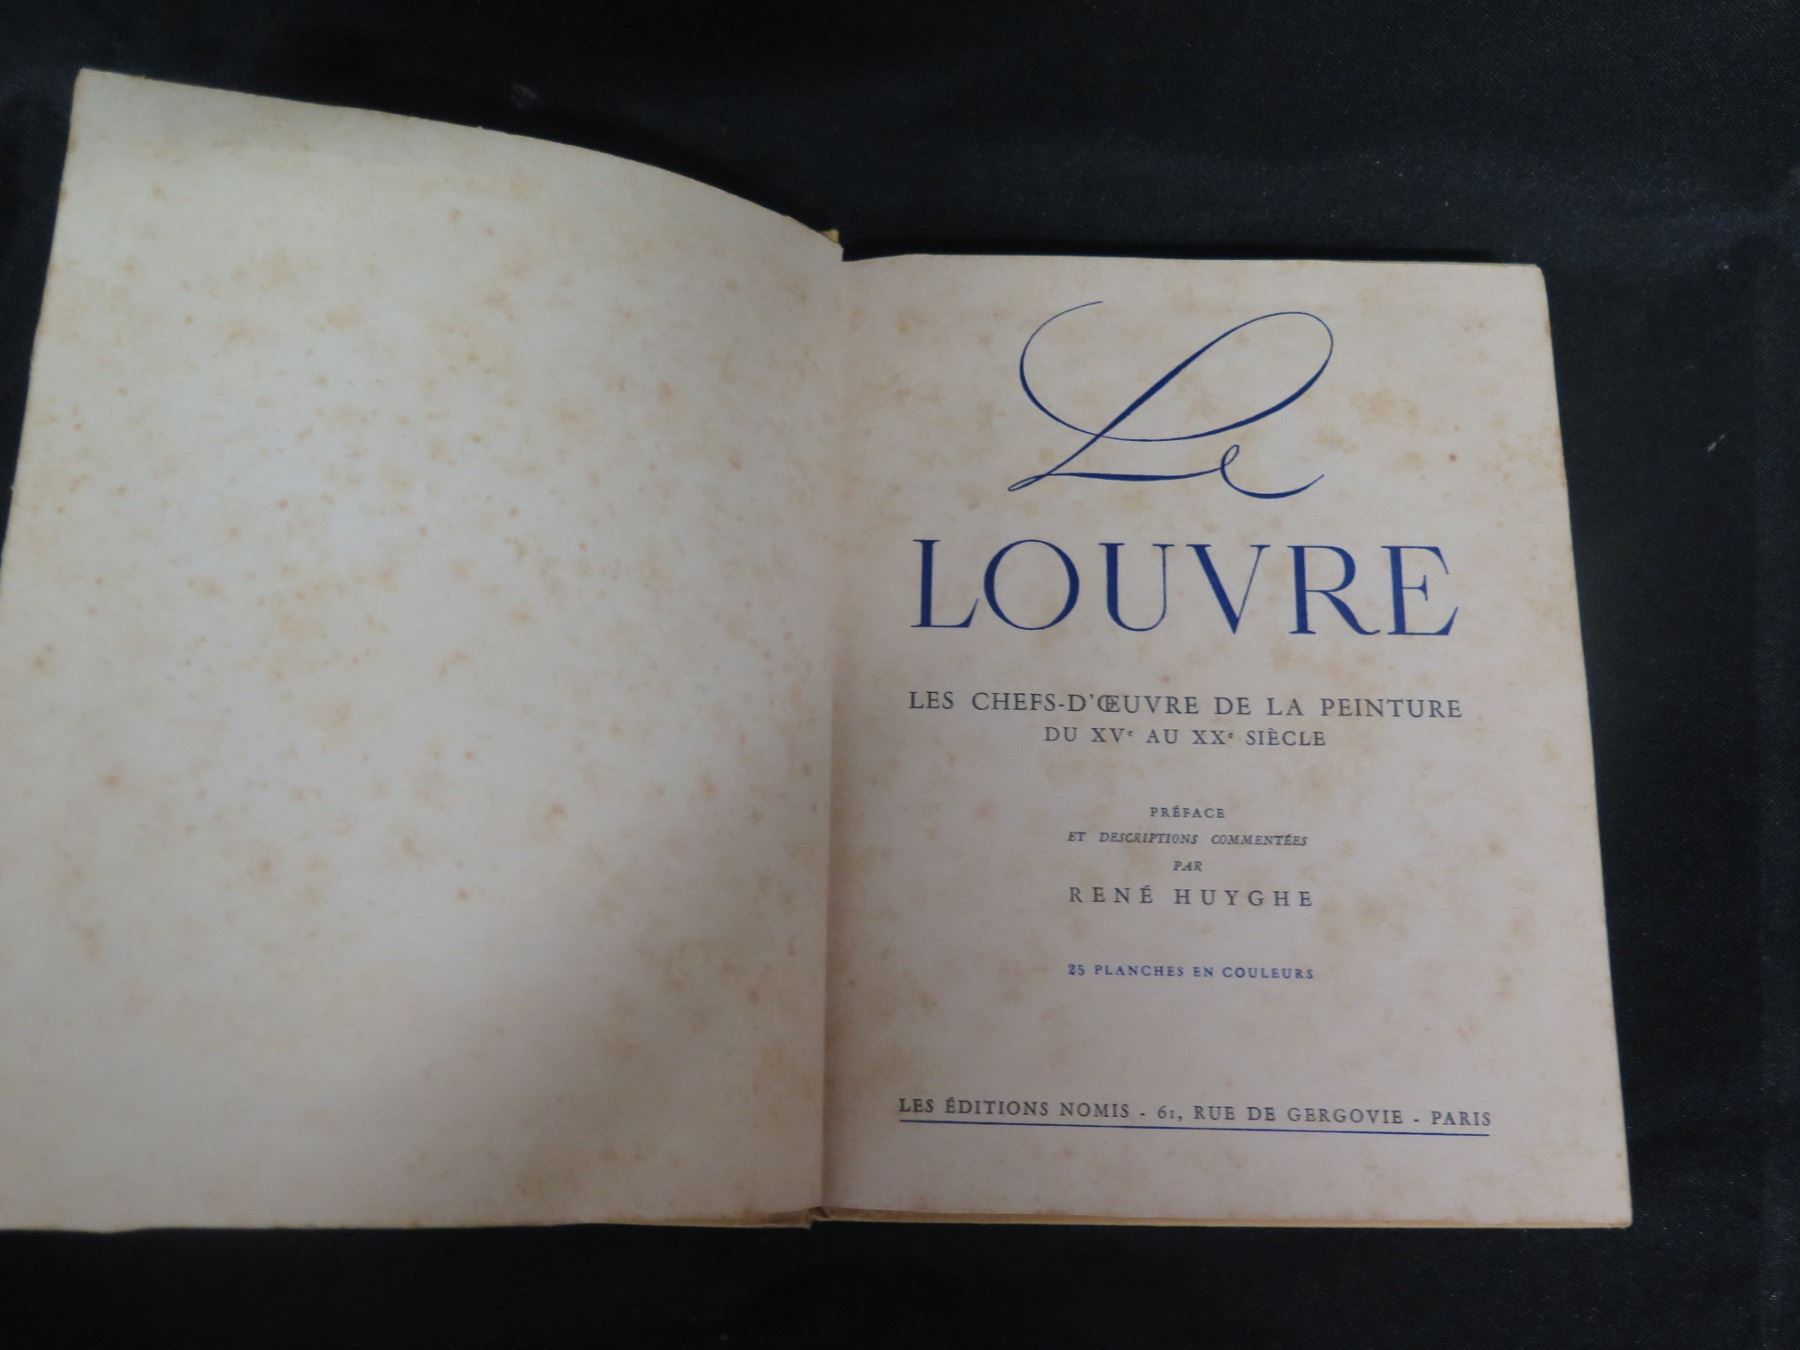 Le
LOUVRE
LES CHEFS-D'ŒUVRE DE LA PEINTURE
DU XVᵉ AU XXᵉ SIÈCLE
PRÉFACE
ET DESCRIPTIONS COMMENTÉES
PAR
RENÉ HUYGHE
25 PLANCHES EN COULEURS
LES ÉDITIONS NOMIS - 61, RUE DE GERGOVIE - PARIS